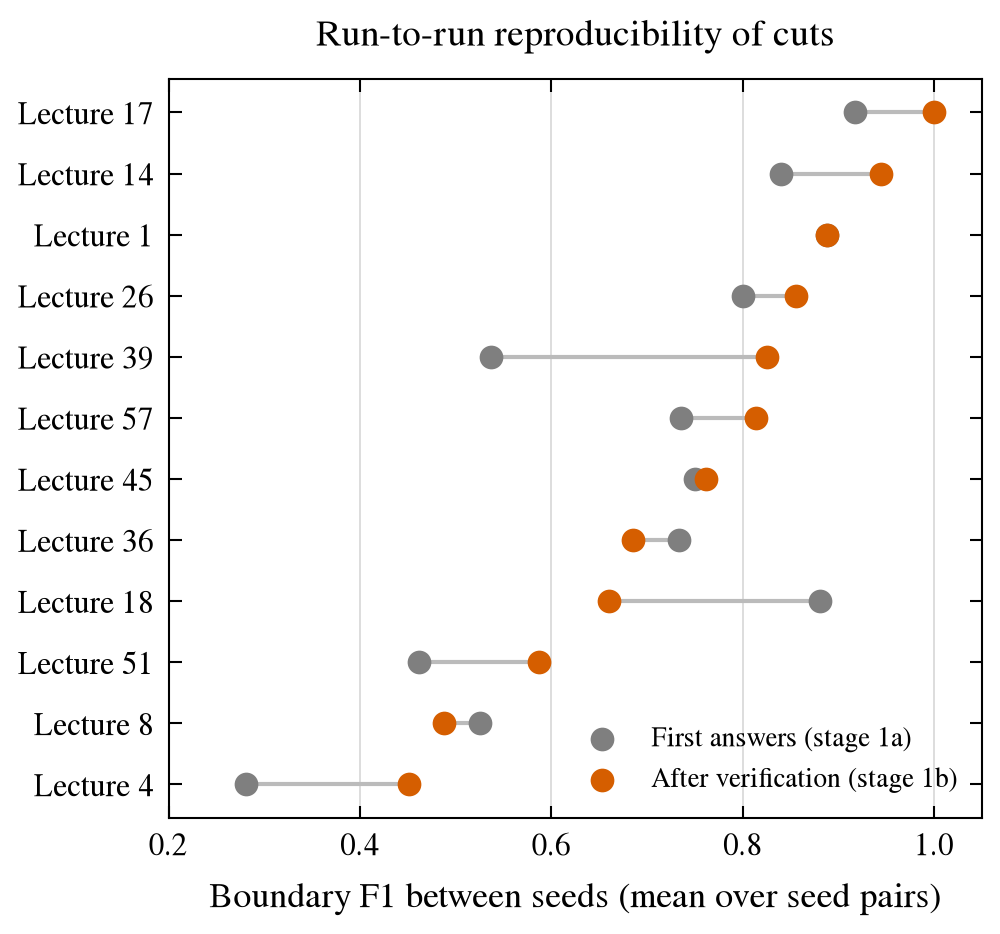 Run-to-run reproducibility of cuts
Lecture 17
Lecture 14
Lecture 1
Lecture 26
Lecture 39
Lecture 57
Lecture 45
Lecture 36
Lecture 18
Lecture 51
Lecture 8
Lecture 4
First answers (stage 1a)
After verification (stage 1b)
0.2 0.4 0.6 0.8 1.0
Boundary F1 between seeds (mean over seed pairs)